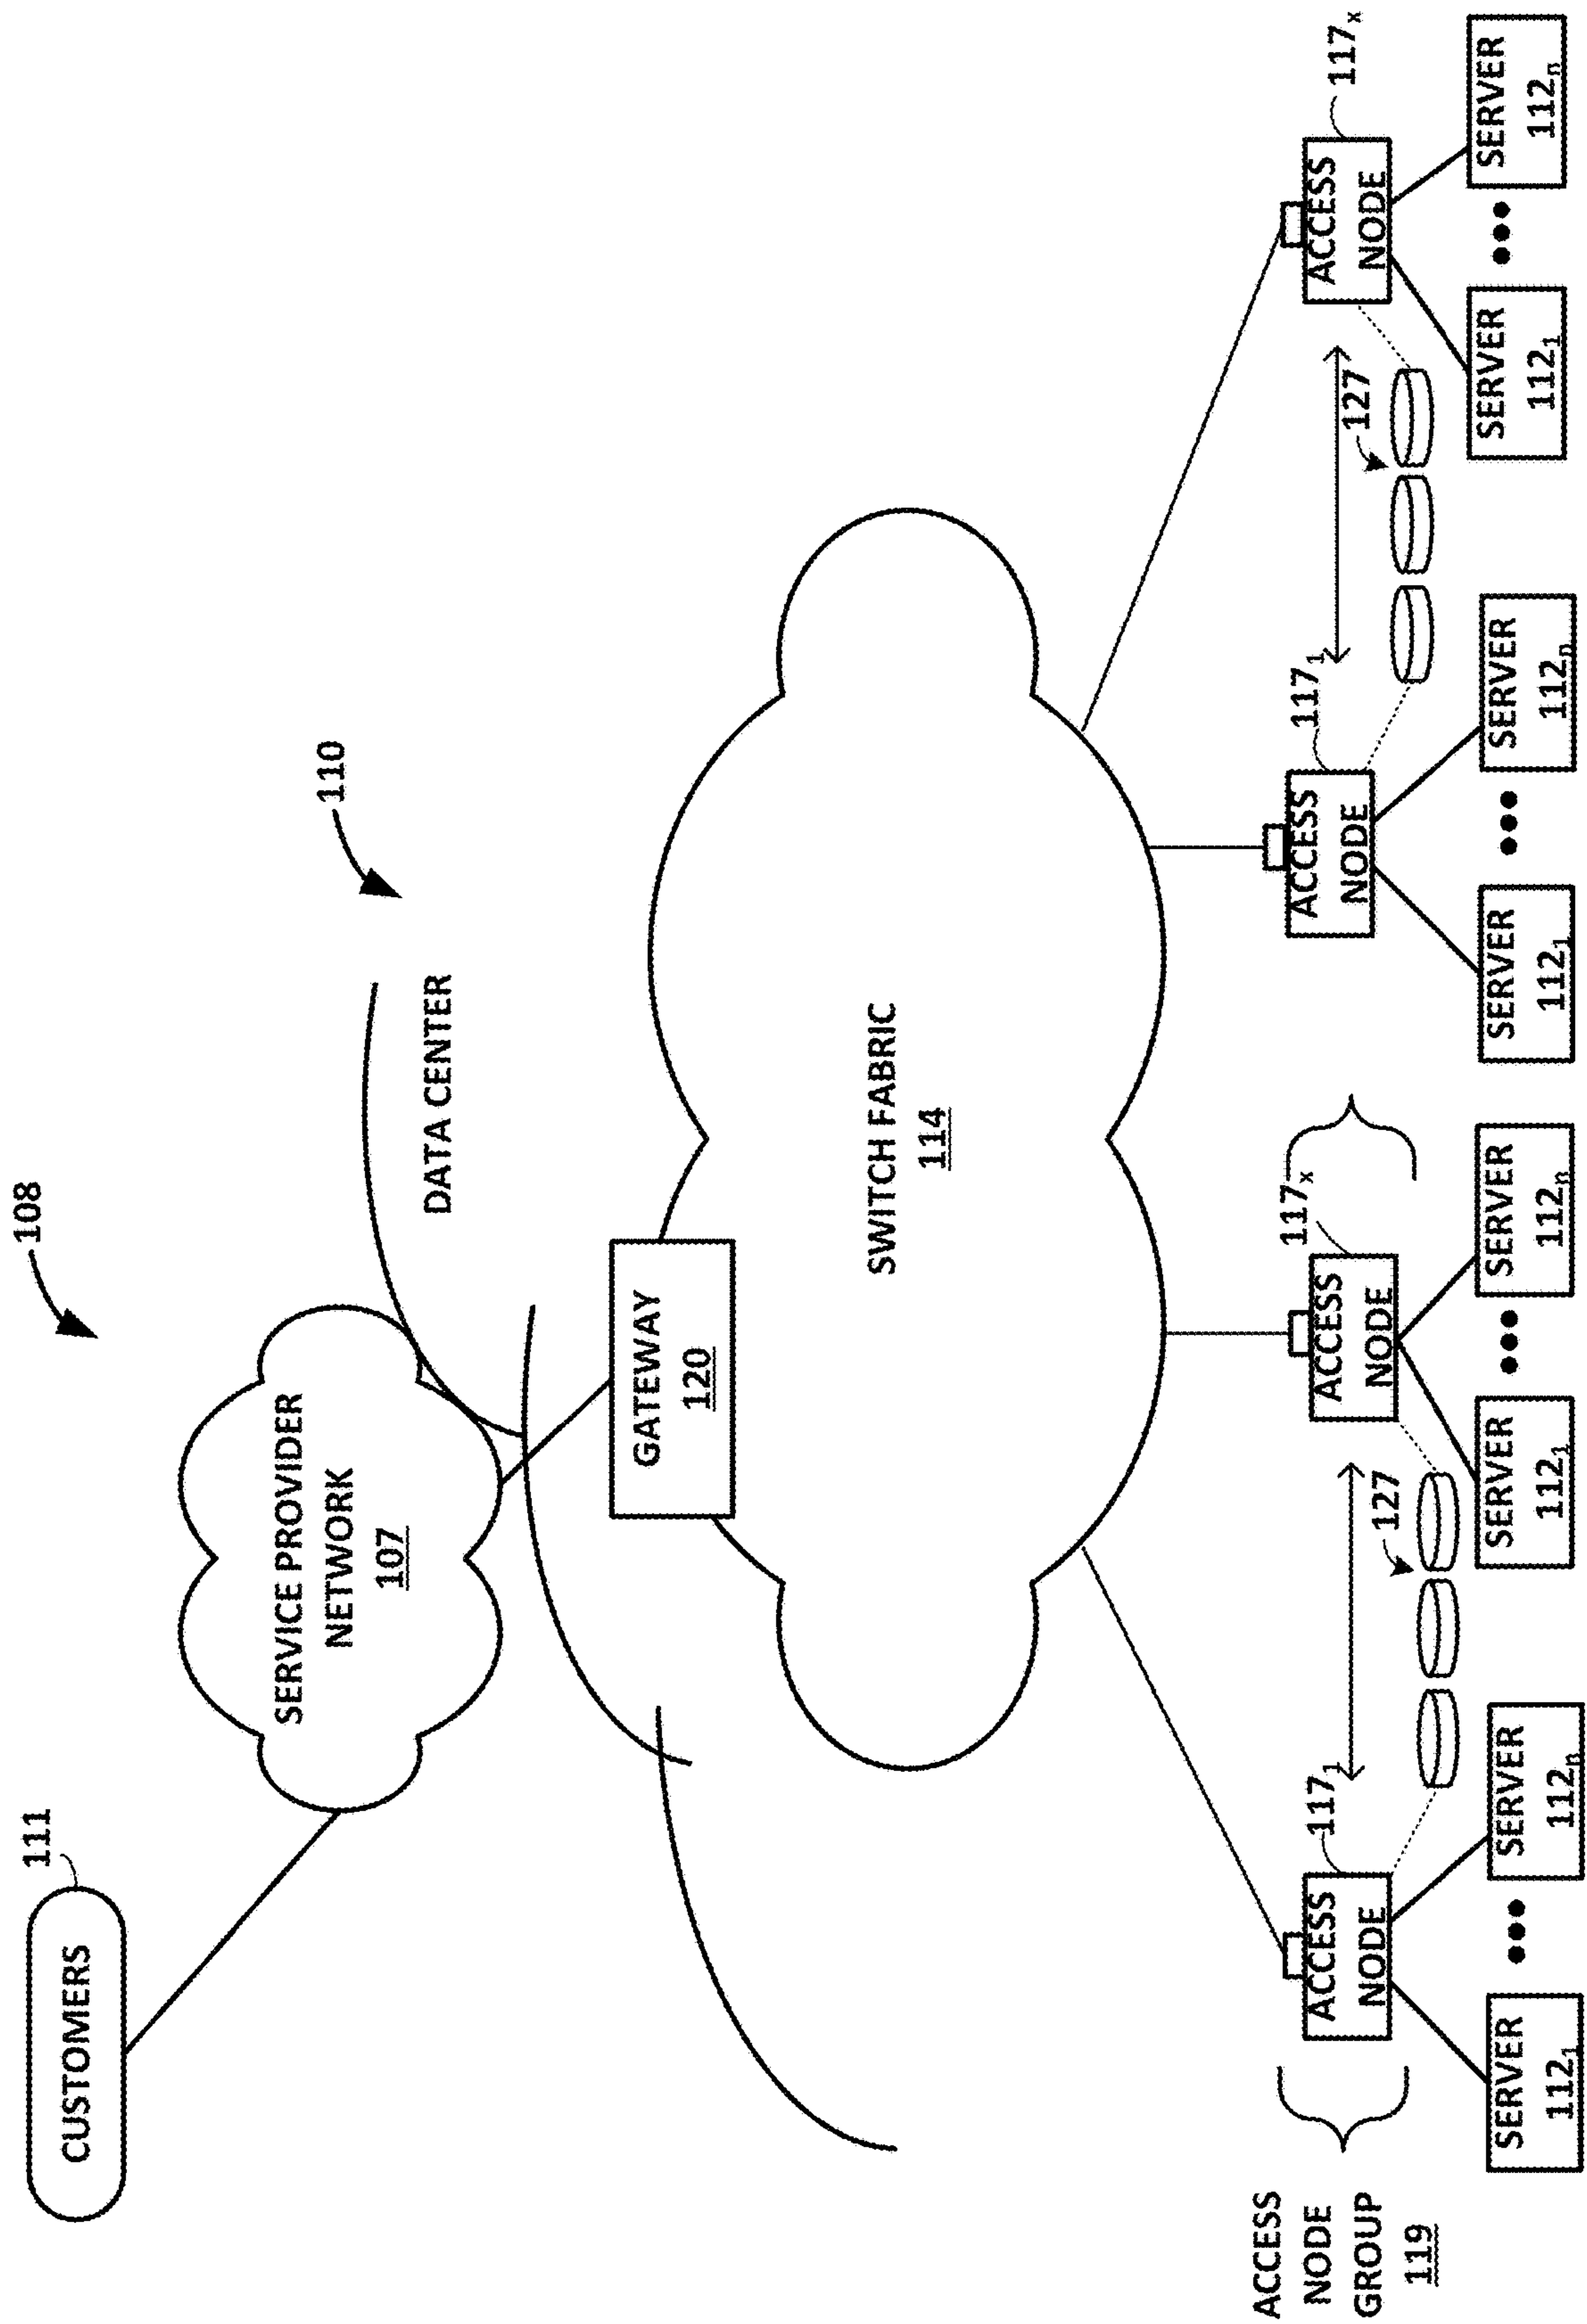 108
111
CUSTOMERS
SERVICE PROVIDER
NETWORK
107
110
DATA CENTER
GATEWAY
120
SWITCH FABRIC
114
ACCESS
NODE
GROUP
119
117₁
ACCESS
NODE
127
117ₓ
ACCESS
NODE
117₁
ACCESS
NODE
127
117ₓ
ACCESS
NODE
SERVER
112₁
SERVER
112ₙ
SERVER
112₁
SERVER
112ₙ
SERVER
112₁
SERVER
112ₙ
SERVER
112₁
SERVER
112ₙ